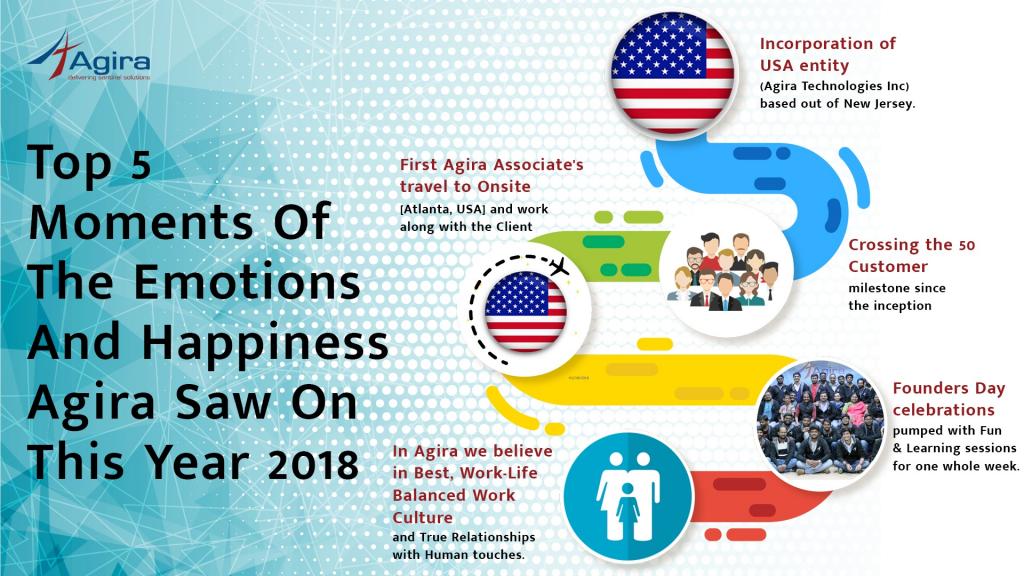 Agira
delivering sentinel solutions
Top 5
Moments Of
The Emotions
And Happiness
Agira Saw On
This Year 2018
Incorporation of
USA entity
(Agira Technologies Inc)
based out of New Jersey.
First Agira Associate's
travel to Onsite
[Atlanta, USA] and work
along with the Client
Crossing the 50
Customer
milestone since
the inception
Founders Day
celebrations
pumped with Fun
& Learning sessions
for one whole week.
Agira
In Agira we believe
in Best, Work-Life
Balanced Work
Culture
and True Relationships
with Human touches.